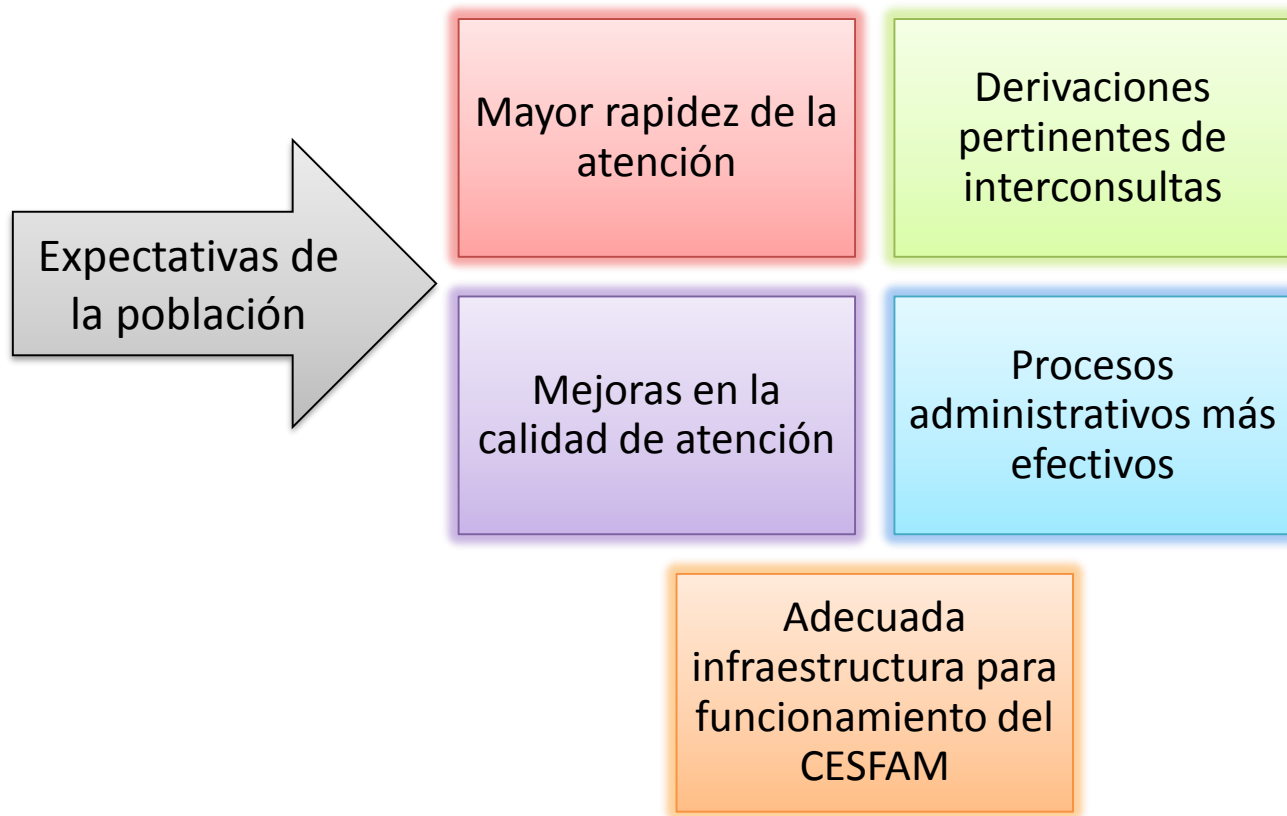 Expectativas de
la población
Mayor rapidez de la
atención
Derivaciones
pertinentes de
interconsultas
Mejoras en la
calidad de atención
Procesos
administrativos más
efectivos
Adecuada
infraestructura para
funcionamiento del
CESFAM